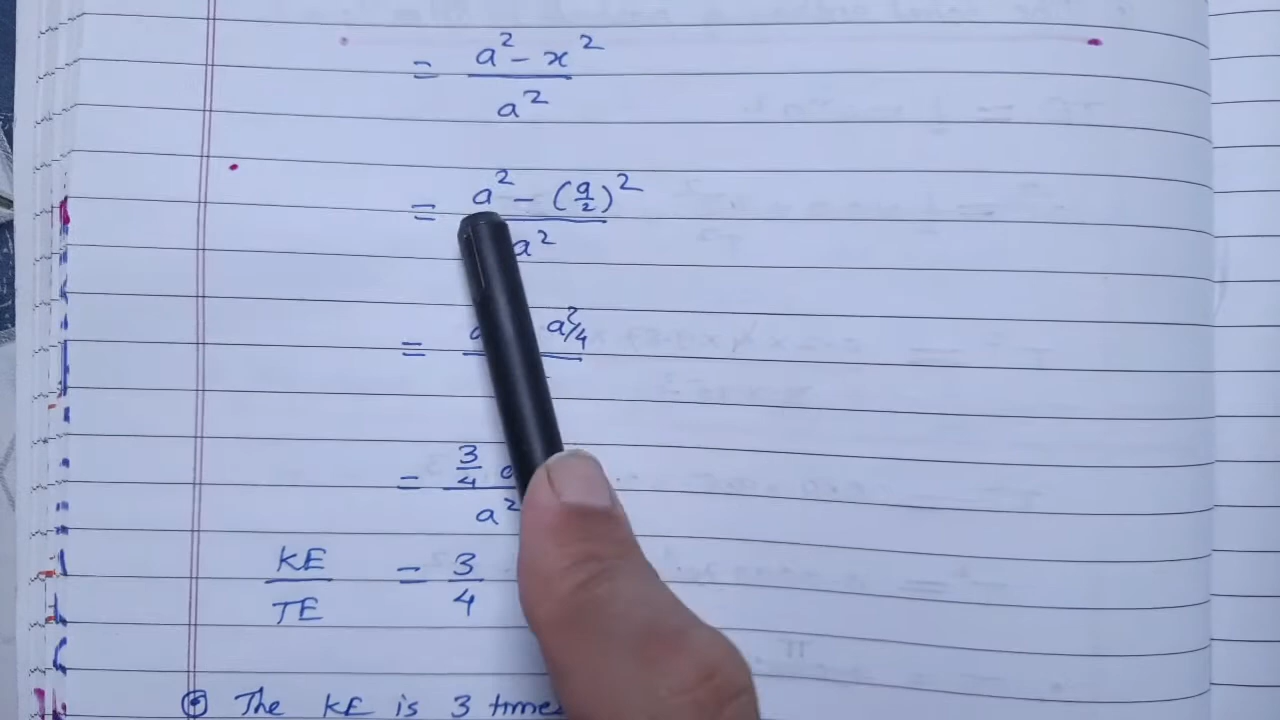 = a² - x² / a²
= a² - (a/2)² / a²
= a²/4
= 3/4 / a²
KE/TE = 3/4
The KE is 3 times